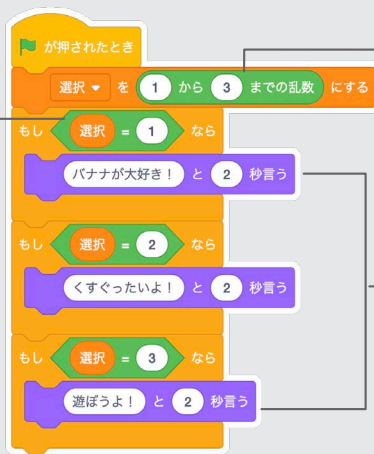 が押されたとき
選択 を 1 から 3 までの乱数 にする
もし 選択 = 1 なら
バナナが大好き！ と 2 秒言う
もし 選択 = 2 なら
くすぐったいよ！ と 2 秒言う
もし 選択 = 3 なら
遊ぼうよ！ と 2 秒言う